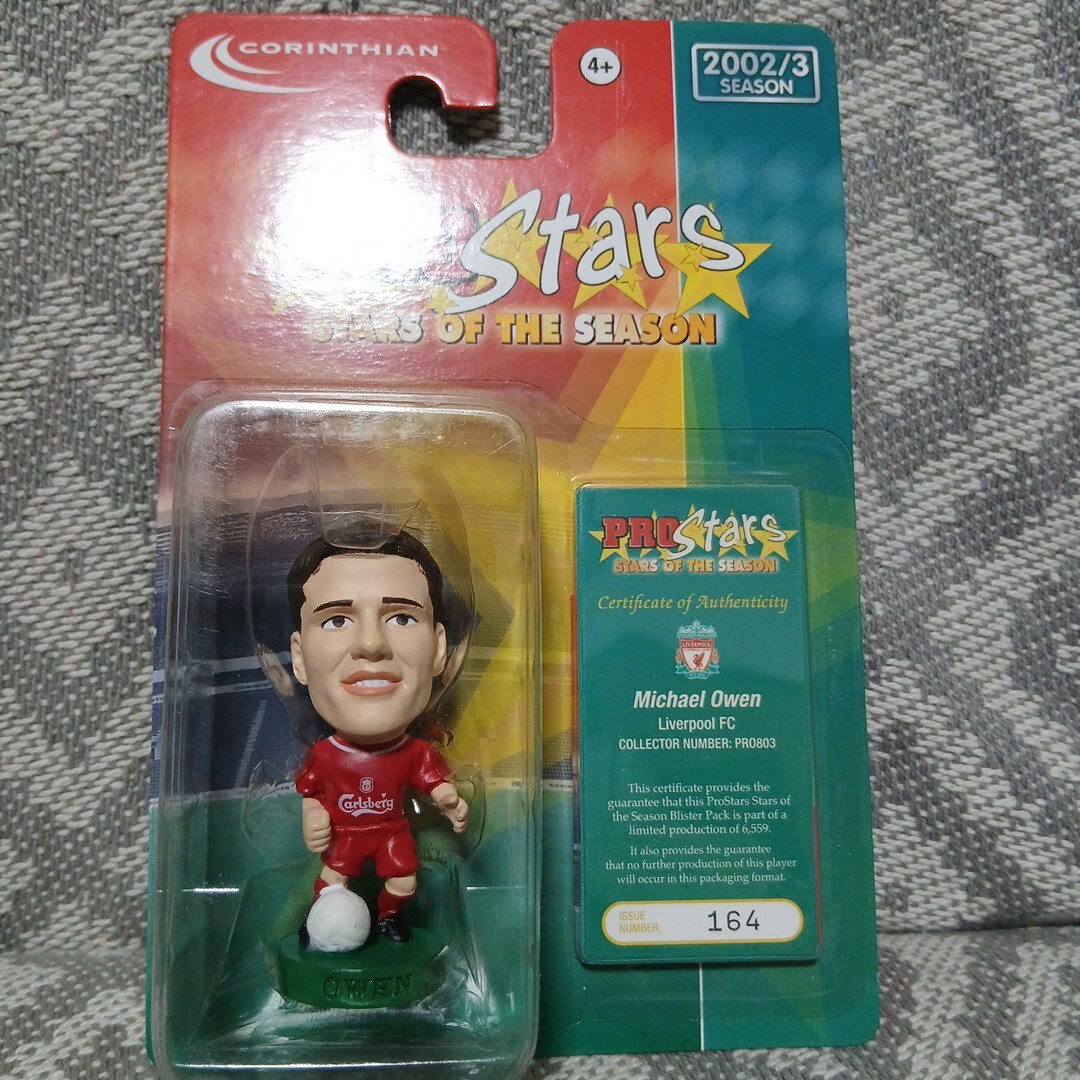 CORINTHIAN
4+
2002/3
SEASON
Stars
STARS OF THE SEASON
PROStars
STARS OF THE SEASON
Certificate of Authenticity
LIVERPOOL
Michael Owen
Liverpool FC
COLLECTOR NUMBER: PRO803
This certificate provides the
guarantee that this ProStars Stars of
the Season Blister Pack is part of a
limited production of 6,559.
It also provides the guarantee
that no further production of this player
will occur in this packaging format.
ISSUE
NUMBER: 164
Carlsberg
OWEN